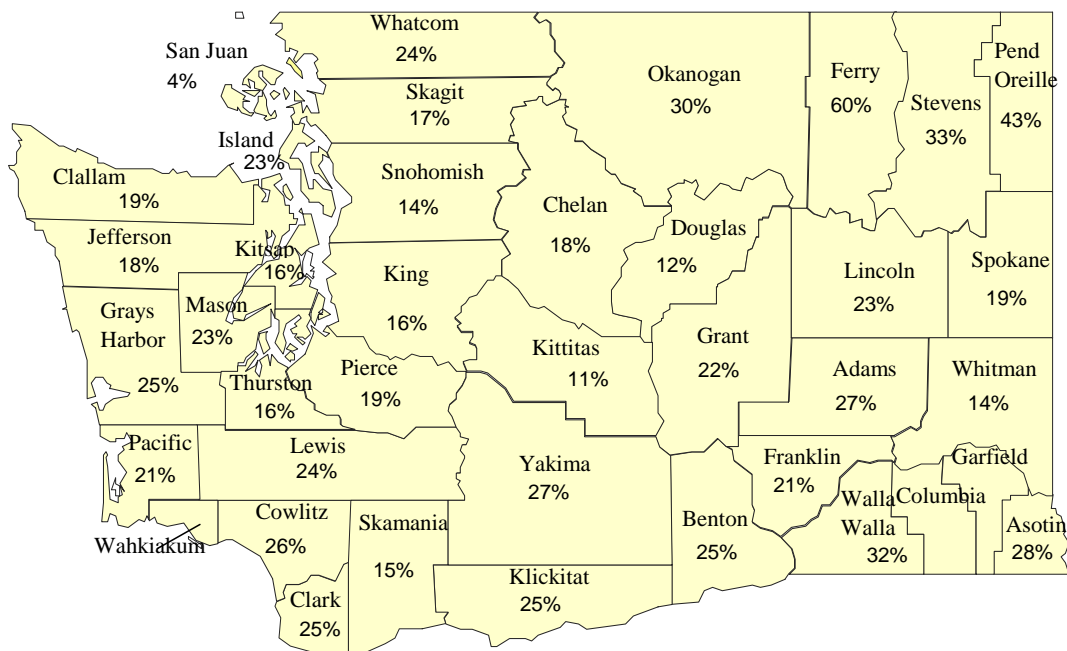 Whatcom
24%
San Juan
4%
Skagit
17%
Island
23%
Okanogan
30%
Ferry
60%
Stevens
33%
Pend
Oreille
43%
Clallam
19%
Snohomish
14%
Chelan
18%
Douglas
12%
Jefferson
18%
Kitsap
16%
King
16%
Lincoln
23%
Spokane
19%
Grays
Harbor
25%
Mason
23%
Kittitas
11%
Grant
22%
Adams
27%
Whitman
14%
Thurston
16%
Pierce
19%
Pacific
21%
Lewis
24%
Yakima
27%
Franklin
21%
Garfield
Columbia
Walla
Walla
32%
Asotin
28%
Benton
25%
Wahkiakum
Cowlitz
26%
Skamania
15%
Klickitat
25%
Clark
25%